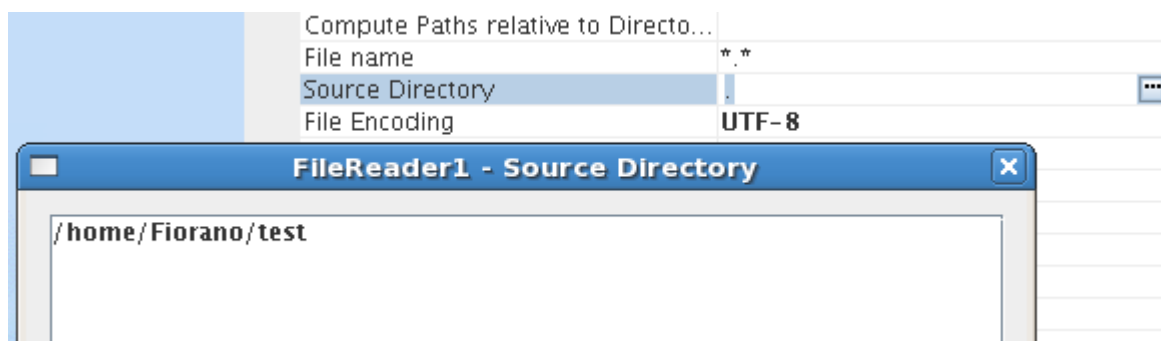 Compute Paths relative to Directo...
File name *.*
Source Directory .
File Encoding UTF-8
FileReader1 - Source Directory
/home/Fiorano/test